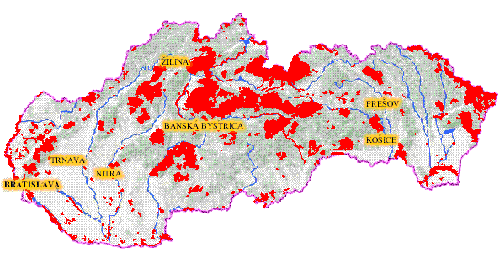 ŽILINA
BANSKÁ BYSTRICA
PREŠOV
KOŠICE
TRNAVA
NITRA
BRATISLAVA